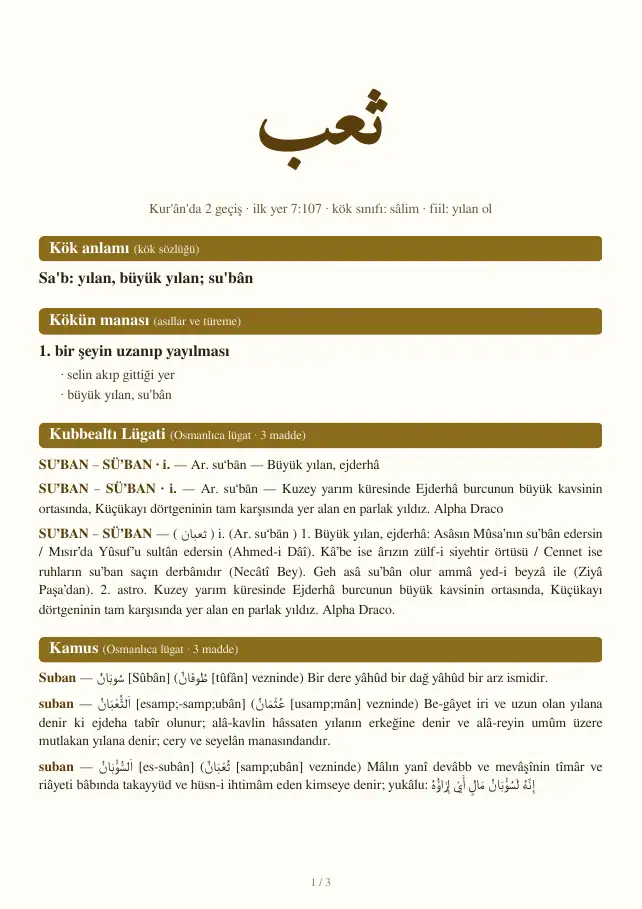 ثعب
Kur'ân'da 2 geçiş · ilk yer 7:107 · kök sınıfı: sâlim · fiil: yılan ol
Kök anlamı (kök sözlüğü)
Sa'b: yılan, büyük yılan; su'bân
Kökün manası (asıllar ve türeme)
1. bir şeyin uzanıp yayılması
· selin akıp gittiği yer
· büyük yılan, su'bân
Kubbealtı Lügati (Osmanlıca lügat · 3 madde)
SU’BAN – SÜ’BAN · i. — Ar. su‘bān — Büyük yılan, ejderhâ
SU’BAN – SÜ’BAN · i. — Ar. su‘bān — Kuzey yarım küresinde Ejderhâ burcunun büyük kavsinin
ortasında, Küçükayı dörtgeninin tam karşısında yer alan en parlak yıldız. Alpha Draco
SU’BAN – SÜ’BAN — ( ثعبان ) i. (Ar. su‘bān ) 1. Büyük yılan, ejderhâ: Asâsın Mûsa’nın su’bân edersin
/ Mısır’da Yûsuf’u sultân edersin (Ahmed-i Dâî). Kâ’be ise ârızın zülf-i siyehtir örtüsü / Cennet ise
ruhların su’ban saçın derbânıdır (Necâtî Bey). Geh asâ su’bân olur ammâ yed-i beyzâ ile (Ziyâ
Paşa’dan). 2. astro. Kuzey yarım küresinde Ejderhâ burcunun büyük kavsinin ortasında, Küçükayı
dörtgeninin tam karşısında yer alan en parlak yıldız. Alpha Draco.
Kamus (Osmanlıca lügat · 3 madde)
Suban — سُوبَانُ [Sûbân] (طُوفَانْ [tûfân] vezninde) Bir dere yâhûd bir dağ yâhûd bir arz ismidir.
suban — اَلثُّعْبَانُ [esamp;-samp;ubân] (عُثْمَانُ [usamp;mân] vezninde) Be-gâyet iri ve uzun olan yılana
denir ki ejdeha tabîr olunur; alâ-kavlin hâssaten yılanın erkeğine denir ve alâ-reyin umûm üzere
mutlakan yılana denir; cery ve seyelân manasındandır.
suban — اَلسُّؤْبَانُ [es-subân] (ثُعْبَانْ [samp;ubân] vezninde) Mâlın yanî devâbb ve mevâşînin tîmâr ve
riâyeti bâbında takayyüd ve hüsn-i ihtimâm eden kimseye denir; yukâlu: إِنَّهُ لَسُؤْبَانُ مَالٍ أَيْ إِزَاؤُهُ
1 / 3